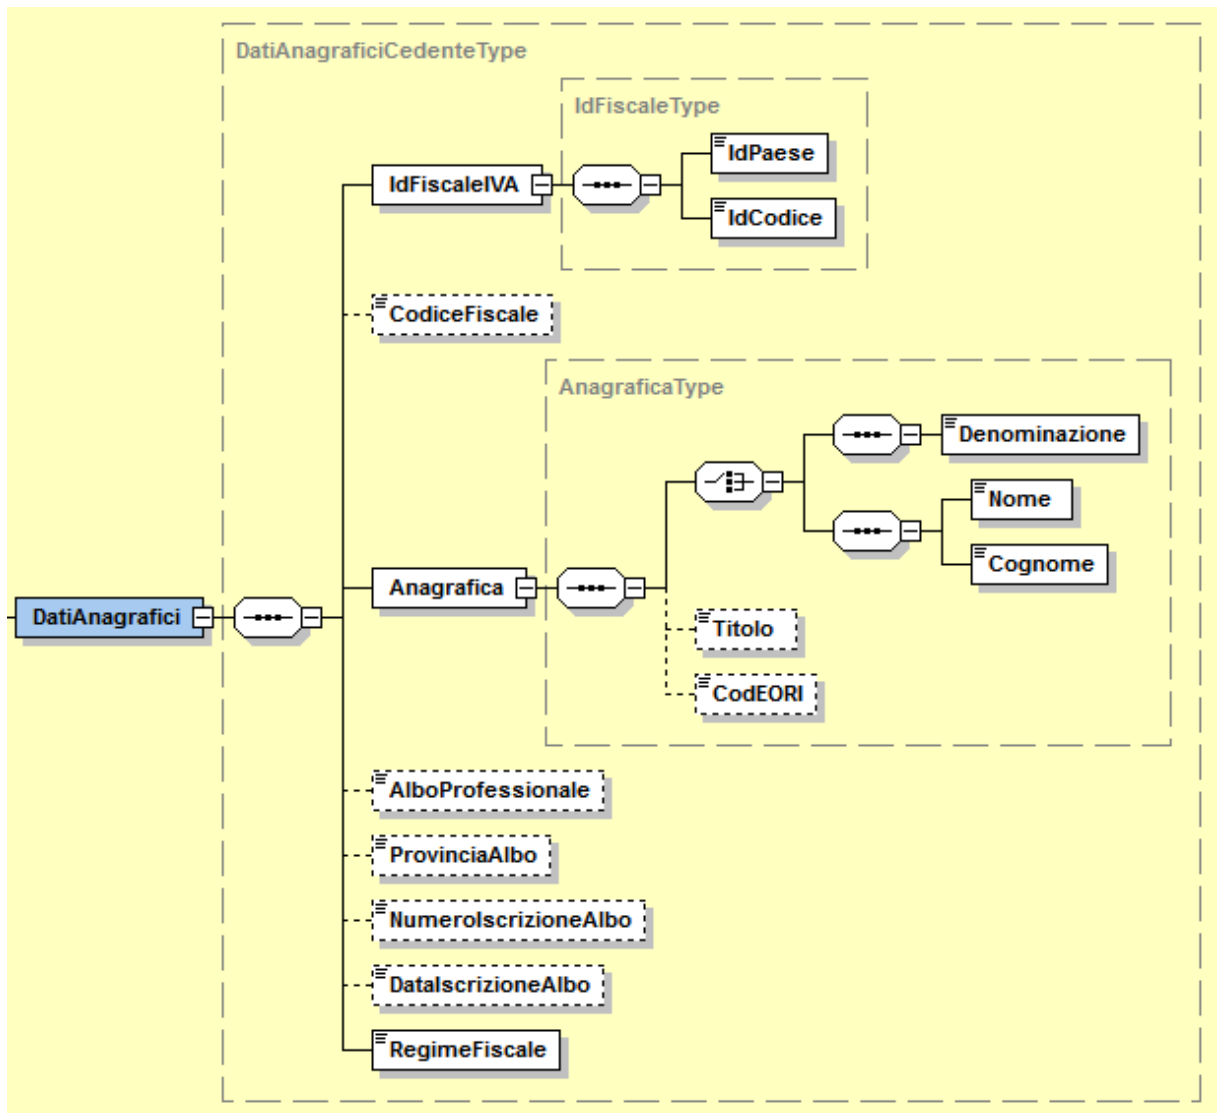 DatiAnagraficiCedenteType
IdFiscaleType
IdPaese
IdFiscaleIVA
IdCodice
CodiceFiscale
AnagraficaType
Denominazione
Nome
Cognome
Anagrafica
DatiAnagrafici
Titolo
CodEORI
AlboProfessionale
ProvinciaAlbo
NumeroIscrizioneAlbo
DataIscrizioneAlbo
RegimeFiscale